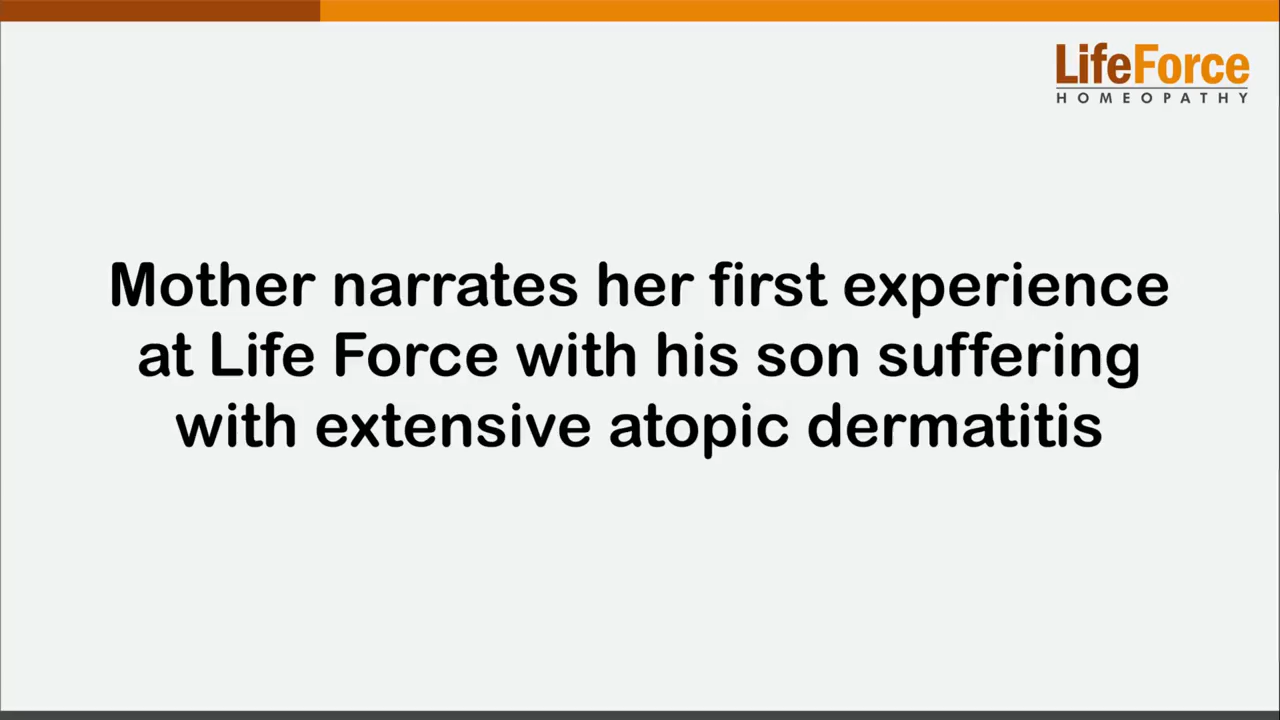 LifeForce
HOMEOPATHY
Mother narrates her first experience
at Life Force with his son suffering
with extensive atopic dermatitis